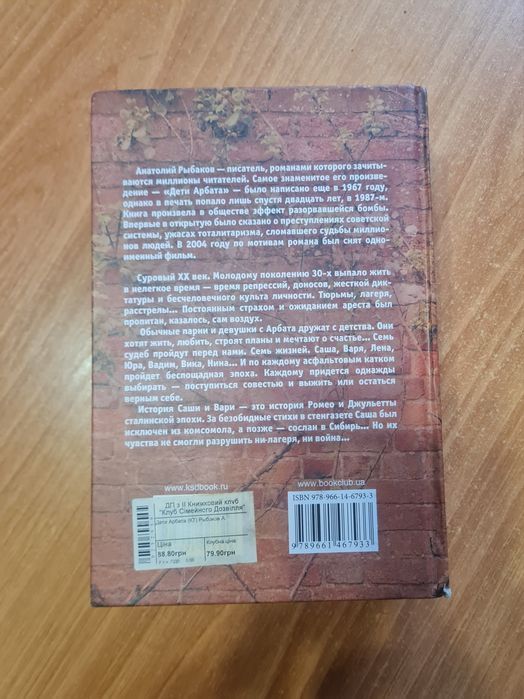 Анатолий Рыбаков — писатель, романами которого зачиты-
ваются миллионы читателей. Самое знаменитое его произве-
дение — «Дети Арбата» — было написано еще в 1967 году,
однако в печать попало лишь спустя двадцать лет, в 1987-м.
Книга произвела в обществе эффект разорвавшейся бомбы.
Впервые в открытую было сказано о преступлениях советской
системы, ужасах тоталитаризма, сломавшего судьбы миллио-
нов людей. В 2004 году по мотивам романа был снят одно-
именный фильм.
Суровый XX век. Молодому поколению 30-х выпало жить
в нелегкое время — время репрессий, доносов, жесткой дик-
татуры и бесчеловечного культа личности. Тюрьмы, лагеря,
расстрелы... Постоянным страхом и ожиданием ареста был
пропитан, казалось, сам воздух.
Обычные парни и девушки с Арбата дружат с детства. Они
хотят жить, любить, строят планы и мечтают о счастье... Семь
судеб пройдут перед нами. Семь жизней. Саша, Варя, Лена,
Юра, Вадим, Вика, Нина... И по каждому асфальтовым катком
пройдет беспощадная эпоха. Каждому придется однажды
выбирать — поступиться совестью и выжить или остаться
верным себе.
История Саши и Вари — это история Ромео и Джульетты
сталинской эпохи. За безобидные стихи в стенгазете Саша был
исключен из комсомола, а позже — сослан в Сибирь... Но их
чувства не смогли разрушить ни лагеря, ни война...
www.ksdbook.ru
www.bookclub.ua
ДП з ІІ Книжковий клуб
"Клуб Сімейного Дозвілля"
Дети Арбата (КТ) Рыбаков А.
Ціна
Клубна ціна
88.80грн
79.90грн
ISBN 978-966-14-6793-3
9 789661 467933